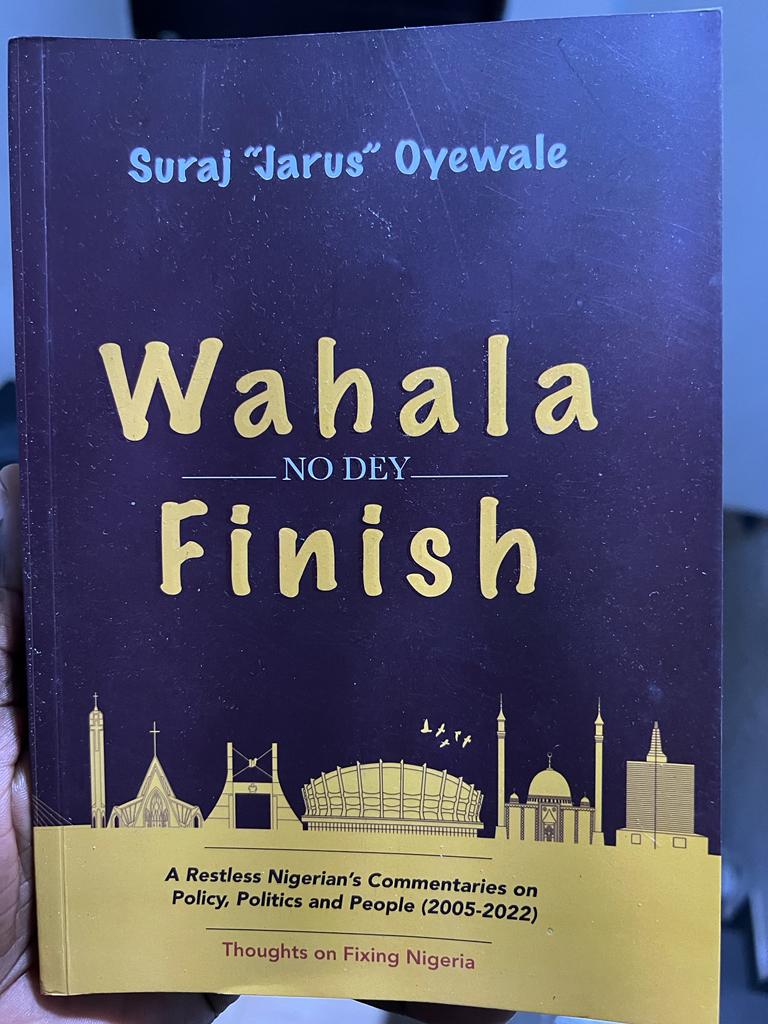 Suraj “Jarus” Oyewale
Wahala
NO DEY
Finish
A Restless Nigerian’s Commentaries on
Policy, Politics and People (2005-2022)
Thoughts on Fixing Nigeria